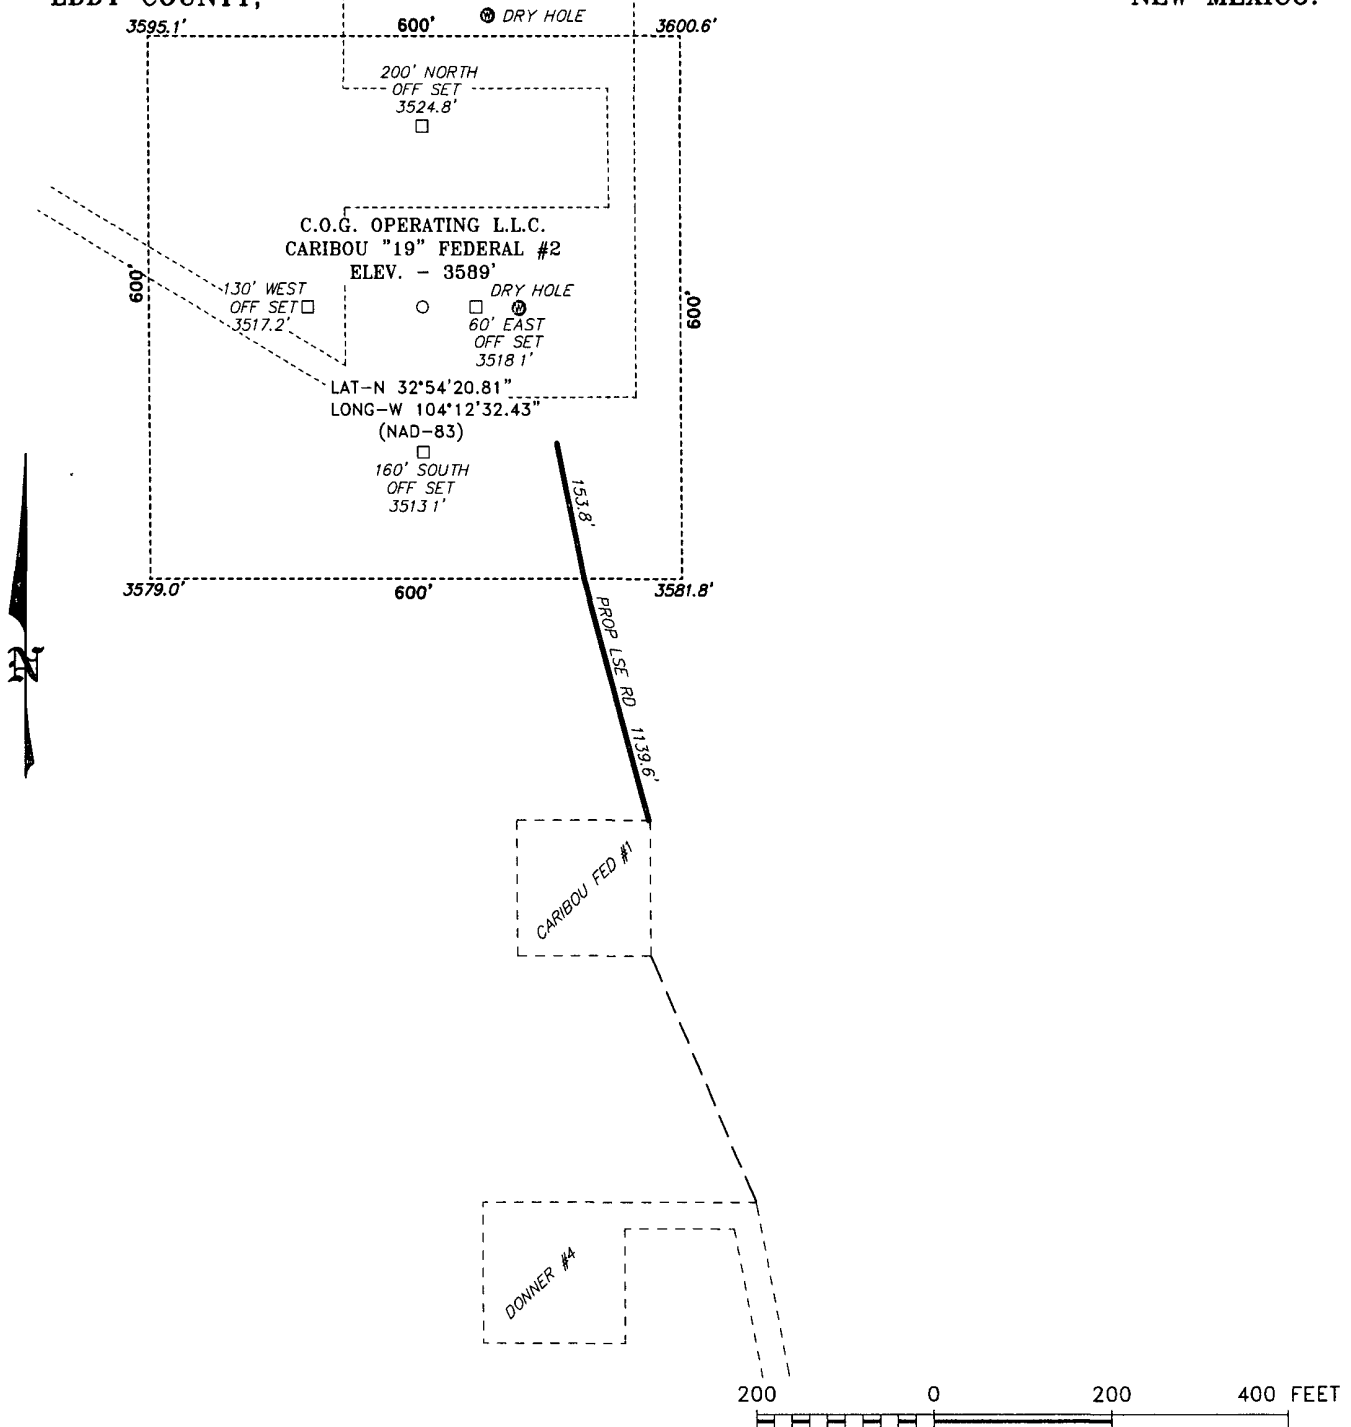 EDDY COUNTY,
NEW MEXICO.
DRY HOLE
3595.1'
600'
3600.6'
200' NORTH
OFF SET
3524.8'
C.O.G. OPERATING L.L.C.
CARIBOU "19" FEDERAL #2
ELEV. - 3589'
600'
130' WEST
OFF SET
3517.2'
DRY HOLE
60' EAST
OFF SET
3518 1'
600'
LAT-N 32°54'20.81"
LONG-W 104°12'32.43"
(NAD-83)
160' SOUTH
OFF SET
3513 1'
153.8'
3579.0'
600'
3581.8'
PROP LSE RD 1139.6'
N
CARIBOU FED #1
DONNER #4
200 0 200 400 FEET